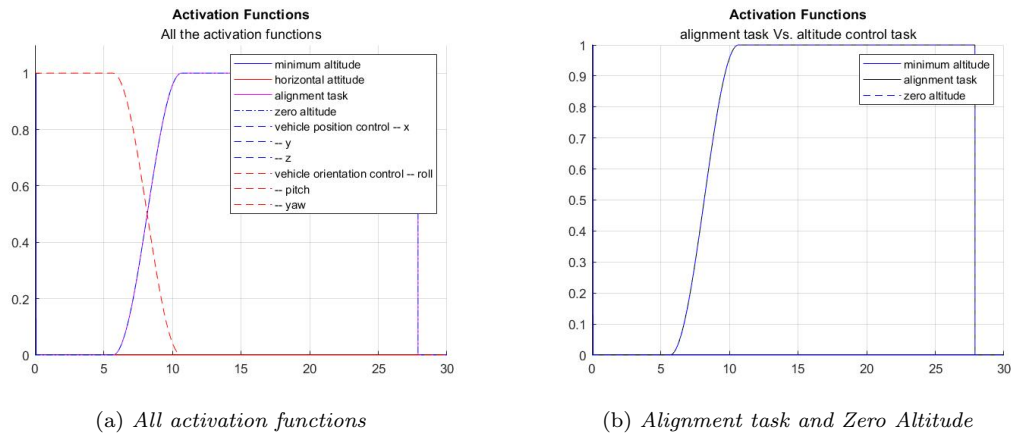 Activation Functions
All the activation functions
1
0.8
0.6
0.4
0.2
0
0 5 10 15 20 25 30
minimum altitude
horizontal attitude
alignment task
zero altitude
vehicle position control -- x
-- y
-- z
vehicle orientation control -- roll
-- pitch
-- yaw
(a) All activation functions
Activation Functions
alignment task Vs. altitude control task
1
0.9
0.8
0.7
0.6
0.5
0.4
0.3
0.2
0.1
0
0 5 10 15 20 25 30
minimum altitude
alignment task
zero altitude
(b) Alignment task and Zero Altitude